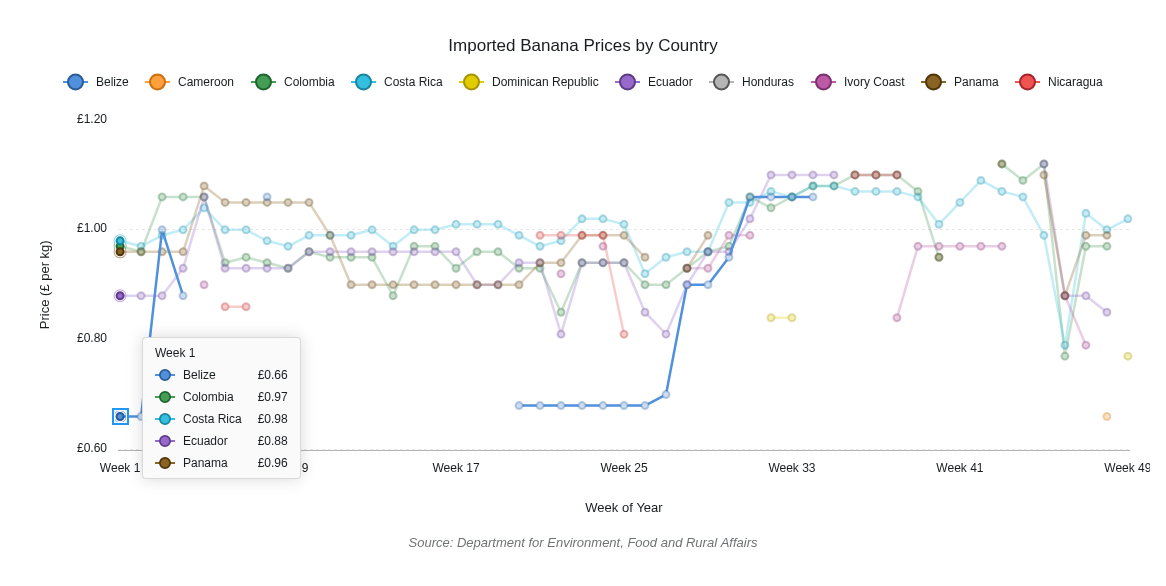 Imported Banana Prices by Country
Belize Cameroon Colombia Costa Rica Dominican Republic Ecuador Honduras Ivory Coast Panama Nicaragua
£1.20
£1.00
£0.80
£0.60
Price (£ per kg)
Week 1
Belize £0.66
Colombia £0.97
Costa Rica £0.98
Ecuador £0.88
Panama £0.96
Week 1 9 Week 17 Week 25 Week 33 Week 41 Week 49
Week of Year
Source: Department for Environment, Food and Rural Affairs